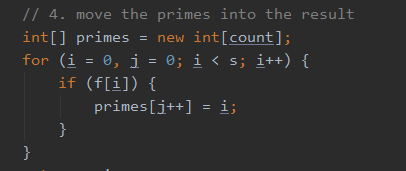 // 4. move the primes into the result
int[] primes = new int[count];
for (i = 0, j = 0; i < s; i++) {
if (f[i]) {
primes[j++] = i;
}
}